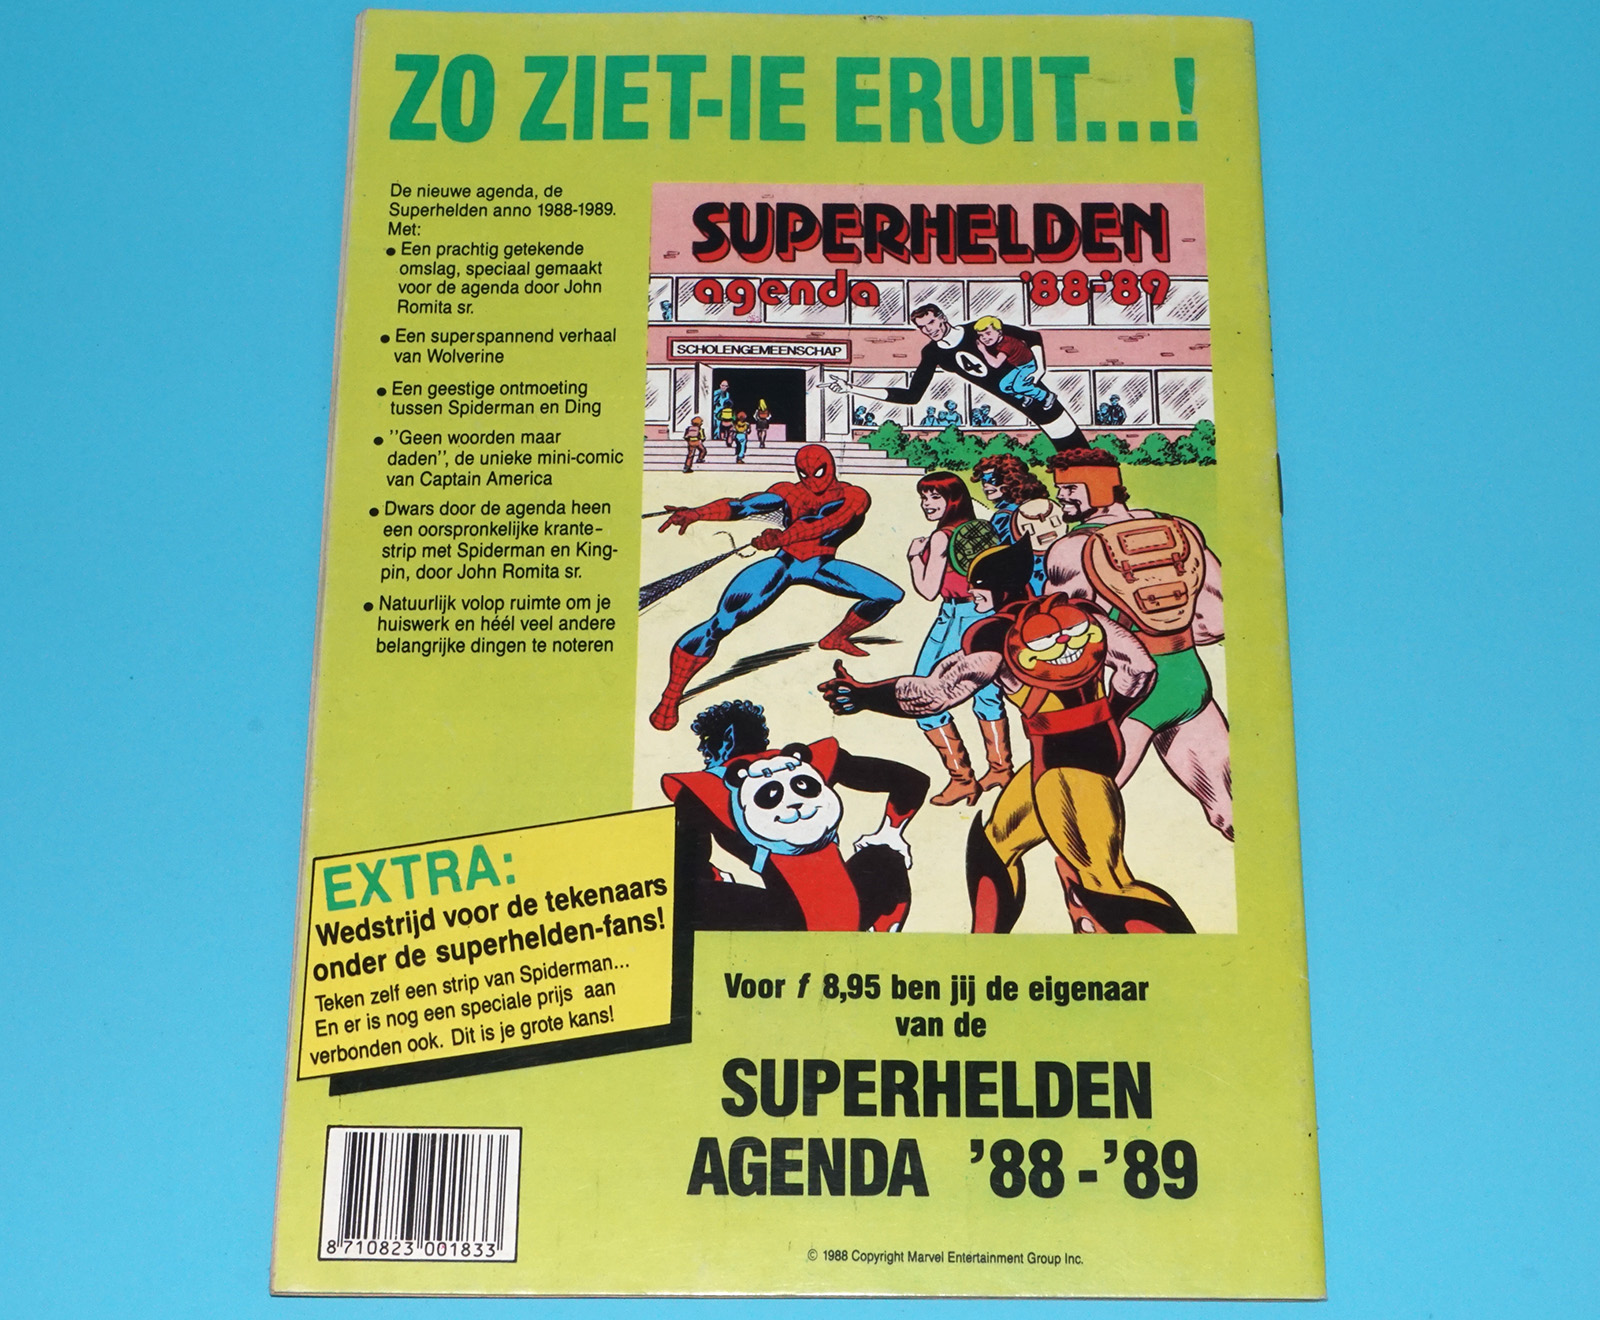 ZO ZIET-IE ERUIT...!
De nieuwe agenda, de
Superhelden anno 1988-1989.
Met:
● Een prachtig getekende
omslag, speciaal gemaakt
voor de agenda door John
Romita sr.
● Een superspannend verhaal
van Wolverine
● Een geestige ontmoeting
tussen Spiderman en Ding
● ''Geen woorden maar
daden'', de unieke mini-comic
van Captain America
● Dwars door de agenda heen
een oorspronkelijke krante-
strip met Spiderman en King-
pin, door John Romita sr.
● Natuurlijk volop ruimte om je
huiswerk en héél veel andere
belangrijke dingen te noteren
SUPERHELDEN
agenda '88-'89
SCHOLENGEMEENSCHAP
4
EXTRA:
Wedstrijd voor de tekenaars
onder de superhelden-fans!
Teken zelf een strip van Spiderman...
En er is nog een speciale prijs aan
verbonden ook. Dit is je grote kans!
Voor f 8,95 ben jij de eigenaar
van de
SUPERHELDEN
AGENDA '88-'89
8 710823 001833
© 1988 Copyright Marvel Entertainment Group Inc.